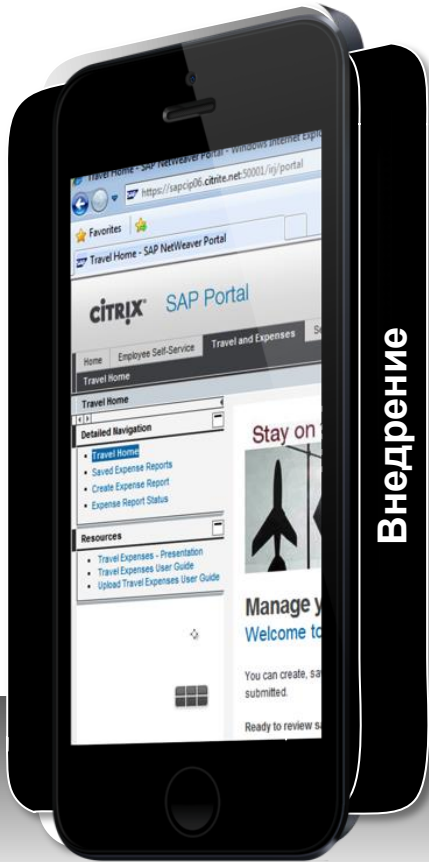 Travel Home - SAP NetWeaver Portal - Windows Internet Explo
https://sapcip06.citrite.net:50001/irj/portal
Favorites
Travel Home - SAP NetWeaver Portal
CITRIX SAP Portal
Home Employee Self-Service Travel and Expenses
Travel Home
Travel Home
Detailed Navigation
• Travel Home
• Saved Expense Reports
• Create Expense Report
• Expense Report Status
Resources
• Travel Expenses - Presentation
• Travel Expenses User Guide
• Upload Travel Expenses User Guide
Stay on
Manage y
Welcome to
You can create, sa
submitted.
Ready to review sa
Внедрение